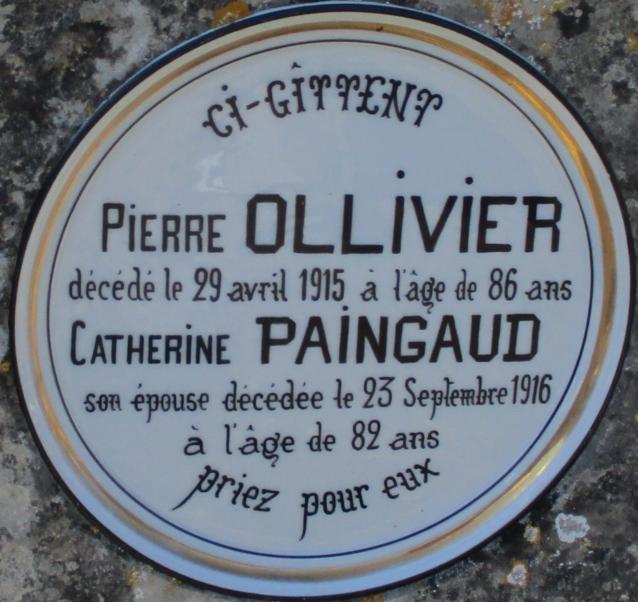 CI-GÎTTENT
PIERRE OLLIVIER
décédé le 29 avril 1915 à l'âge de 86 ans
CATHERINE PAINGAUD
son épouse décédée le 23 Septembre 1916
à l'âge de 82 ans
priez pour eux